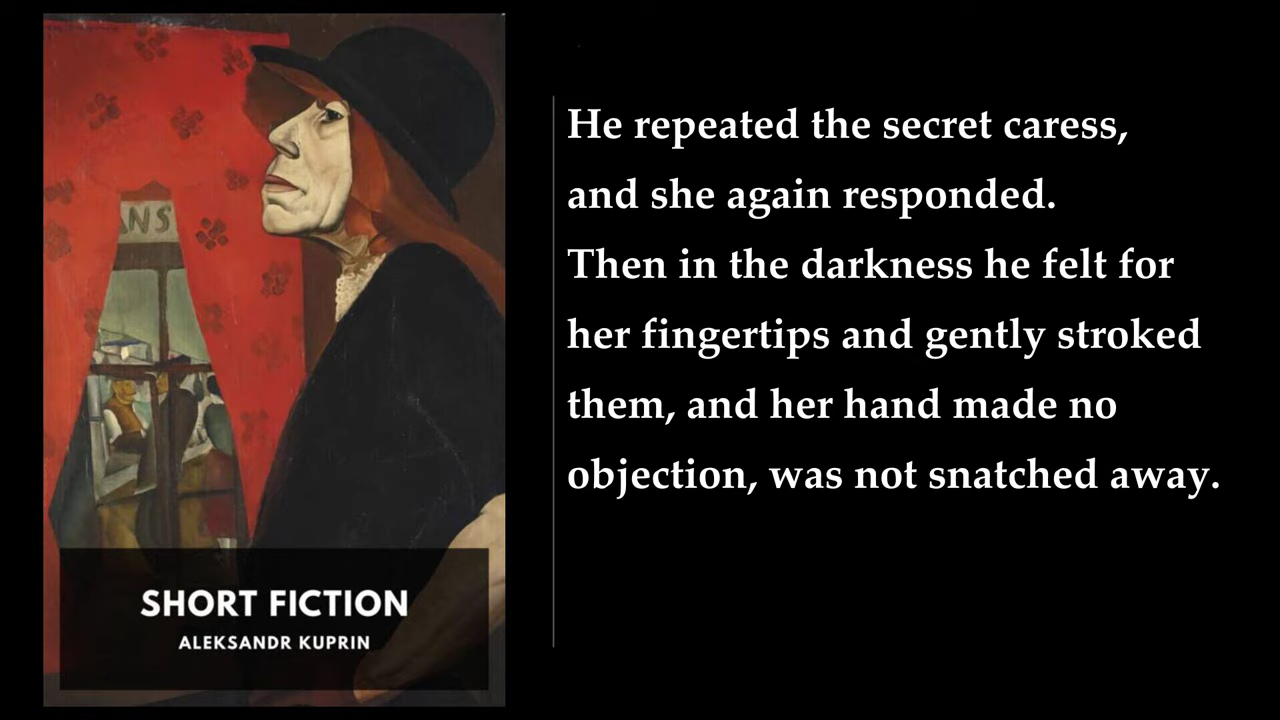 ANS
SHORT FICTION
ALEKSANDR KUPRIN
He repeated the secret caress,
and she again responded.
Then in the darkness he felt for
her fingertips and gently stroked
them, and her hand made no
objection, was not snatched away.